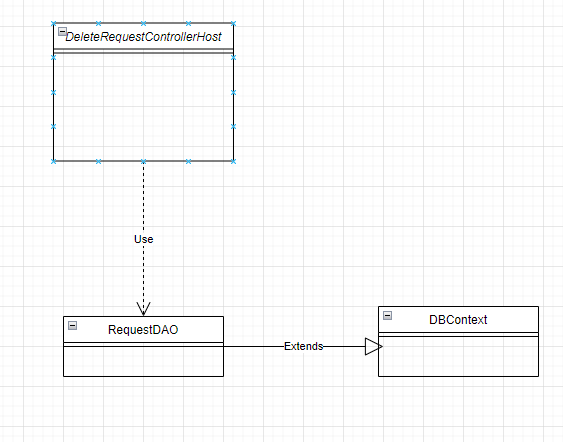 DeleteRequestControllerHost
Use
RequestDAO
Extends
DBContext